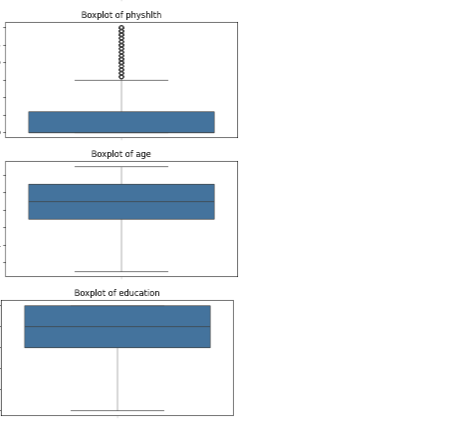 Boxplot of physhlth
Boxplot of age
Boxplot of education